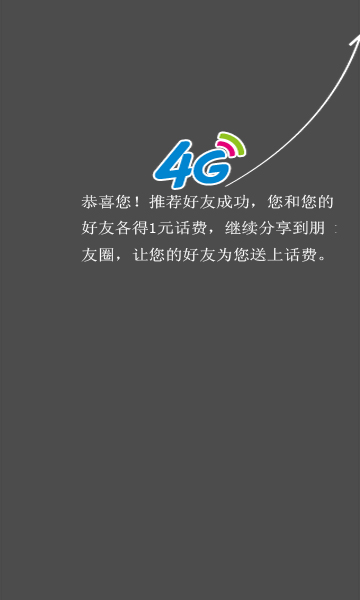 4G
恭喜您！推荐好友成功，您和您的
好友各得1元话费，继续分享到朋
友圈，让您的好友为您送上话费。